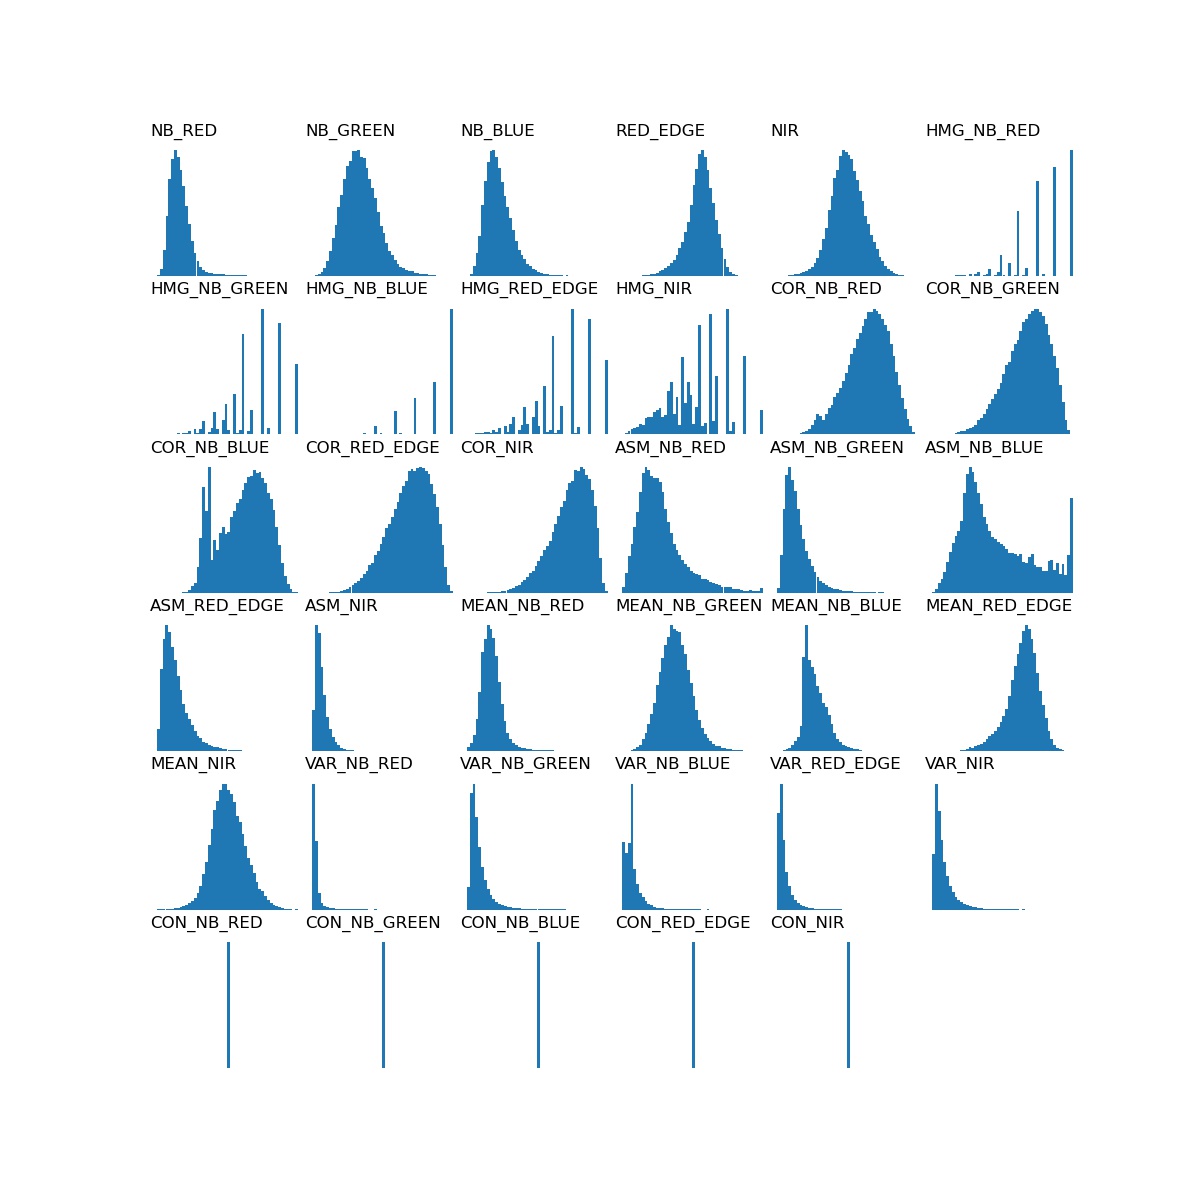 NB_RED NB_GREEN NB_BLUE RED_EDGE NIR HMG_NB_RED
HMG_NB_GREEN HMG_NB_BLUE HMG_RED_EDGE HMG_NIR COR_NB_RED COR_NB_GREEN
COR_NB_BLUE COR_RED_EDGE COR_NIR ASM_NB_RED ASM_NB_GREEN ASM_NB_BLUE
ASM_RED_EDGE ASM_NIR MEAN_NB_RED MEAN_NB_GREEN MEAN_NB_BLUE MEAN_RED_EDGE
MEAN_NIR VAR_NB_RED VAR_NB_GREEN VAR_NB_BLUE VAR_RED_EDGE VAR_NIR
CON_NB_RED CON_NB_GREEN CON_NB_BLUE CON_RED_EDGE CON_NIR